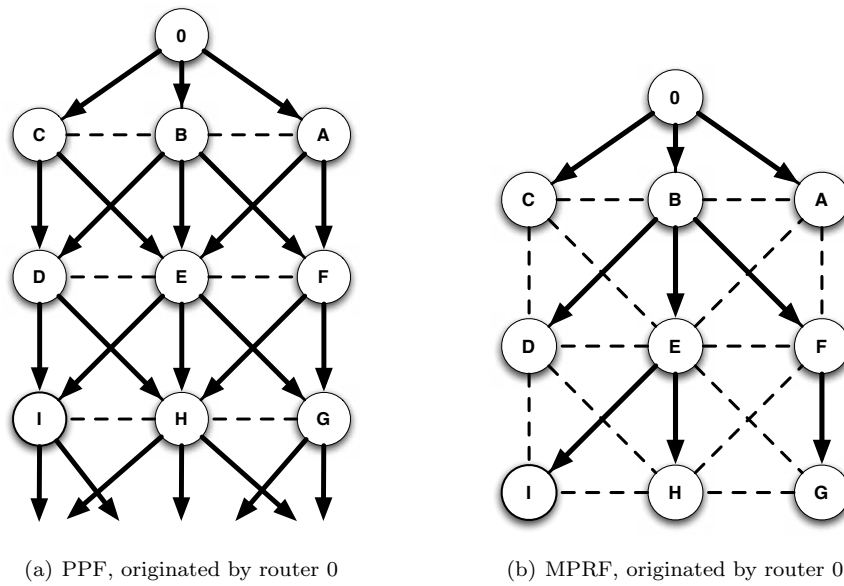 0
C B A
D E F
I H G
(a) PPF, originated by router 0
0
C B A
D E F
I H G
(b) MPRF, originated by router 0